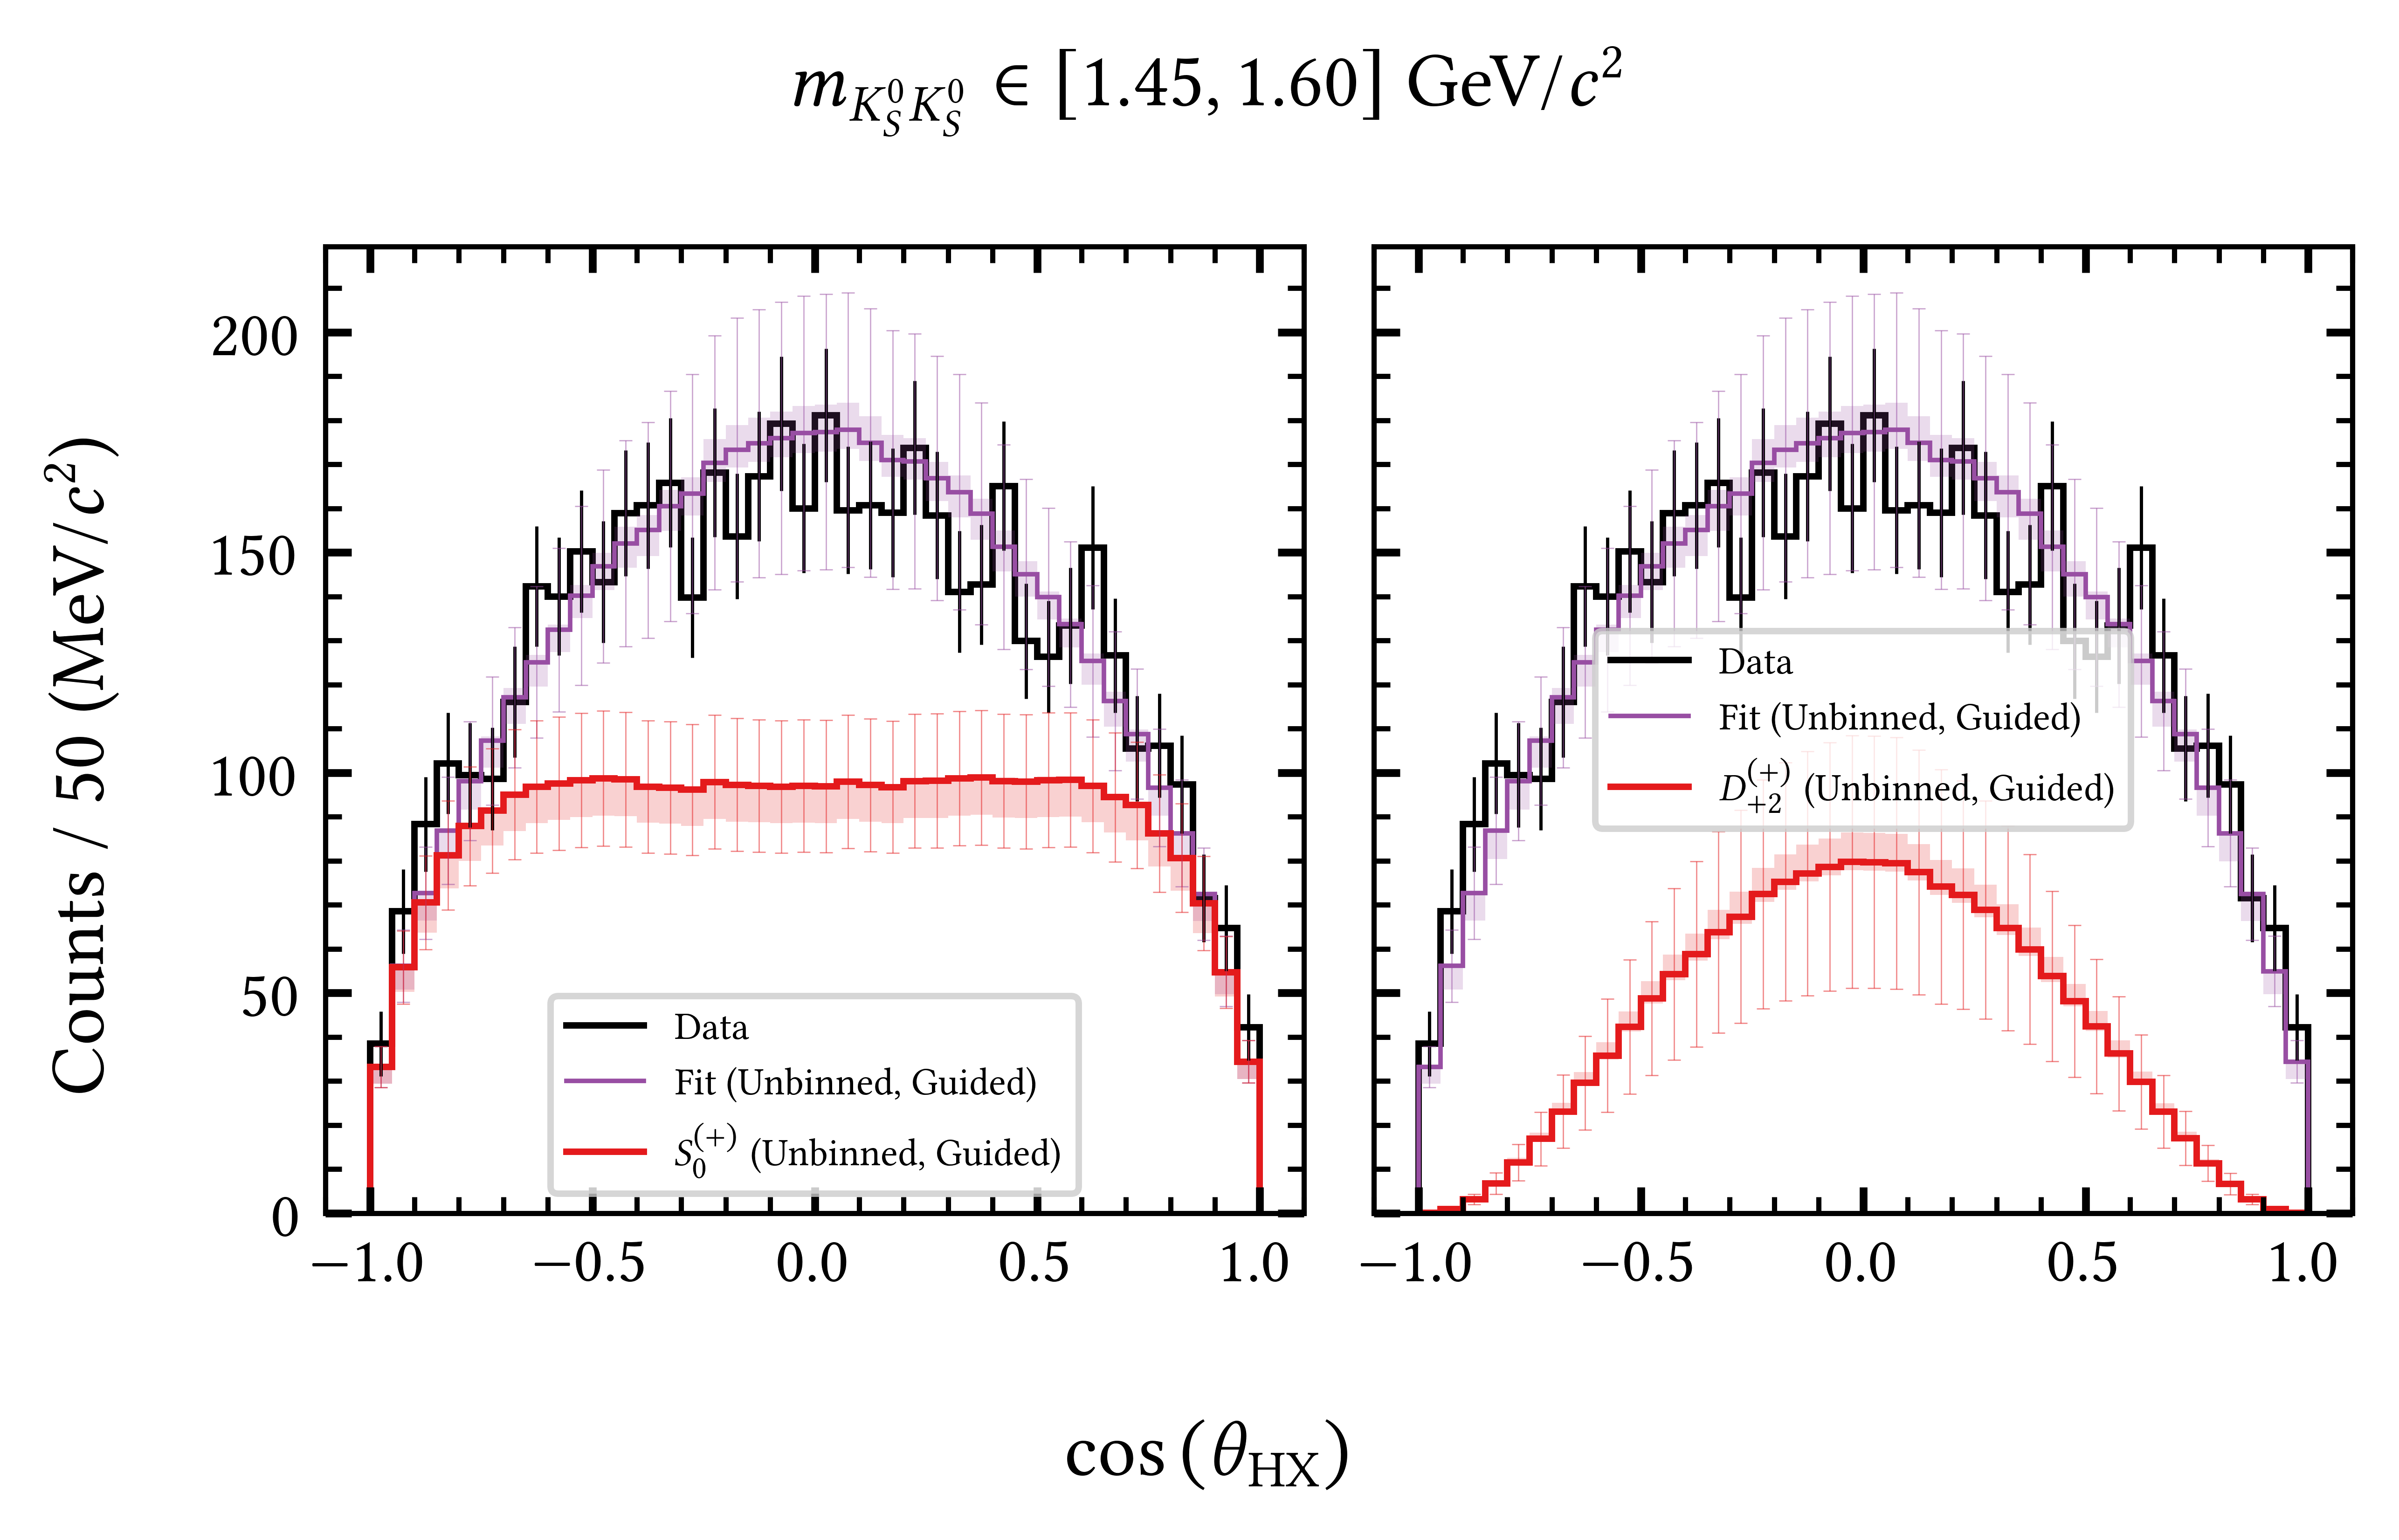 m_{K_S^0 K_S^0} ∈ [1.45, 1.60] GeV/c²
Counts / 50 (MeV/c²)
200
150
100
50
0
Data
Fit (Unbinned, Guided)
S_0^{(+)} (Unbinned, Guided)
−1.0 −0.5 0.0 0.5 1.0
Data
Fit (Unbinned, Guided)
D_{+2}^{(+)} (Unbinned, Guided)
−1.0 −0.5 0.0 0.5 1.0
cos (θ_{HX})